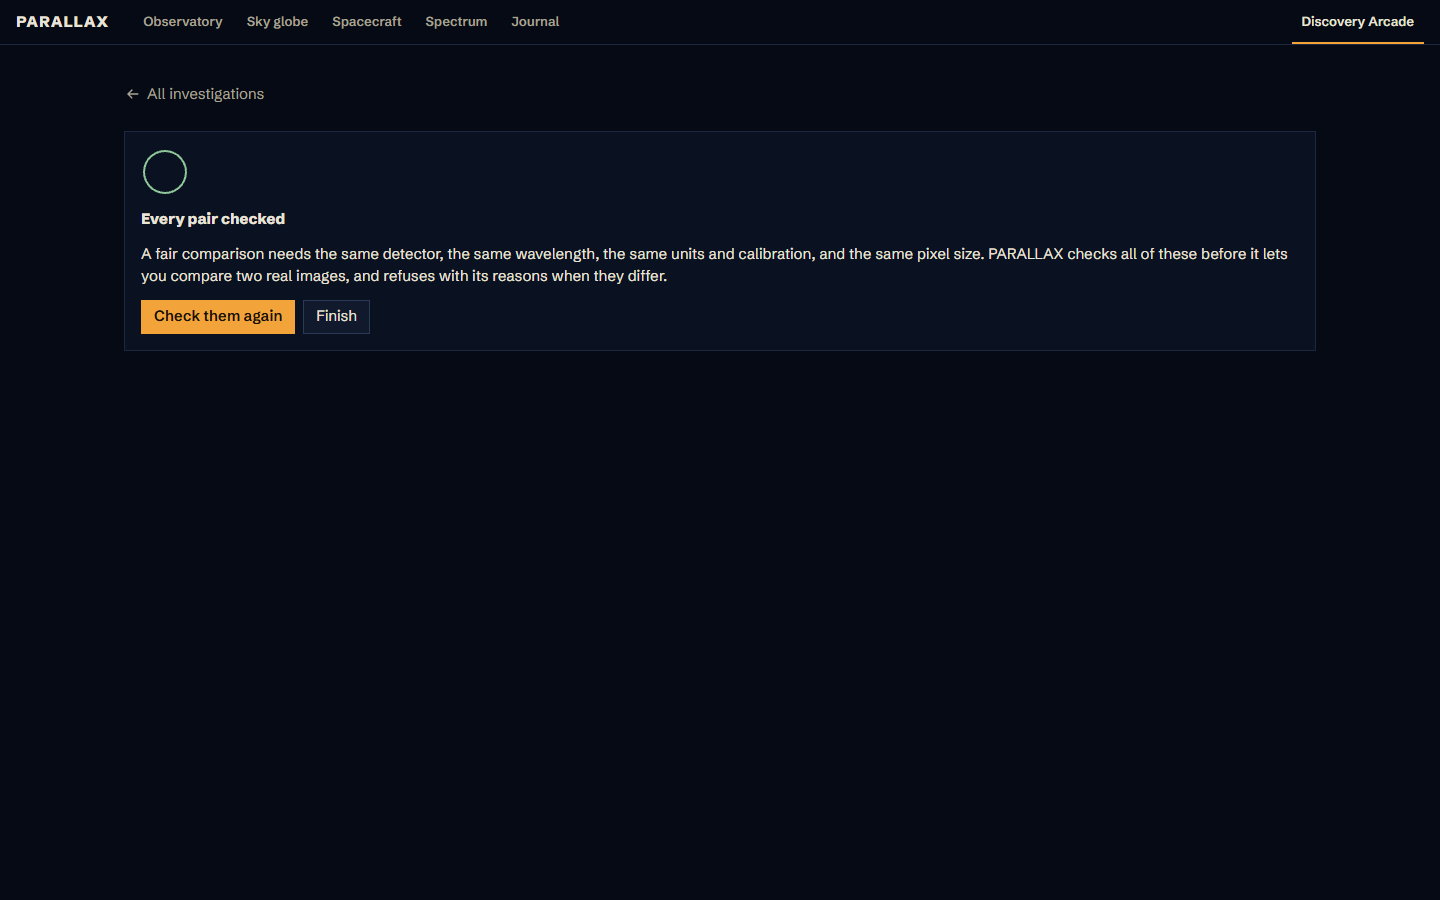 PARALLAX Observatory Sky globe Spacecraft Spectrum Journal Discovery Arcade
← All investigations
Every pair checked
A fair comparison needs the same detector, the same wavelength, the same units and calibration, and the same pixel size. PARALLAX checks all of these before it lets
you compare two real images, and refuses with its reasons when they differ.
Check them again Finish